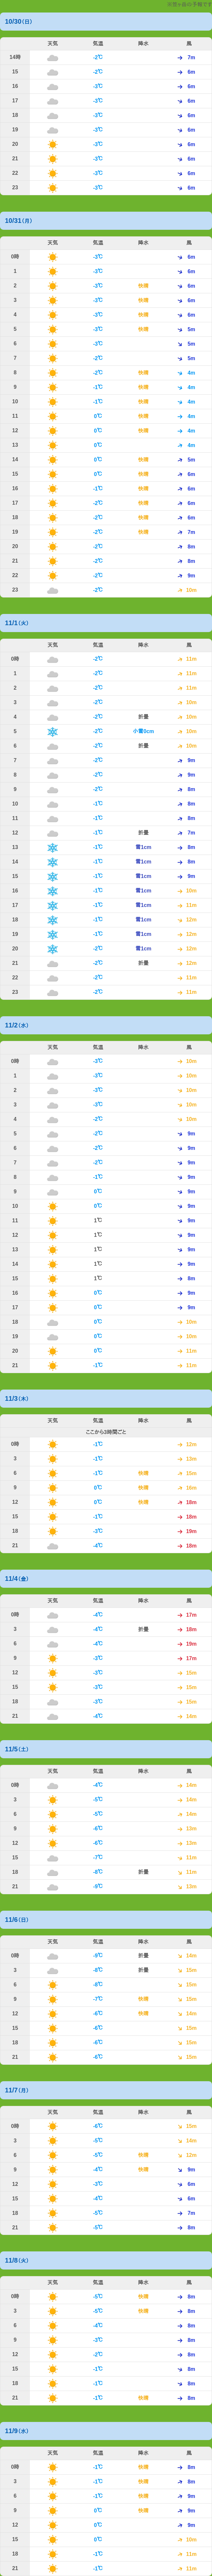 10/30(日)
天気 気温 降水 風
14時 -2℃ 7m
15 -2℃ 6m
16 -3℃ 6m
17 -3℃ 6m
18 -3℃ 6m
19 -3℃ 6m
20 -3℃ 6m
21 -3℃ 6m
22 -3℃ 6m
23 -3℃ 6m
10/31(月)
天気 気温 降水 風
0時 -3℃ 6m
1 -3℃ 6m
2 -3℃ 快晴 6m
3 -3℃ 快晴 6m
4 -3℃ 快晴 6m
5 -3℃ 快晴 5m
6 -3℃ 5m
7 -2℃ 5m
8 -2℃ 快晴 4m
9 -1℃ 快晴 4m
10 -1℃ 快晴 4m
11 0℃ 快晴 4m
12 0℃ 快晴 4m
13 0℃ 4m
14 0℃ 快晴 5m
15 0℃ 快晴 6m
16 -1℃ 快晴 6m
17 -2℃ 快晴 6m
18 -2℃ 快晴 6m
19 -2℃ 快晴 7m
20 -2℃ 8m
21 -2℃ 8m
22 -2℃ 9m
23 -2℃ 10m
11/1(火)
天気 気温 降水 風
0時 -2℃ 11m
1 -2℃ 11m
2 -2℃ 11m
3 -2℃ 10m
4 -2℃ 折畳 10m
5 -2℃ 小雪0cm 10m
6 -2℃ 折畳 10m
7 -2℃ 9m
8 -2℃ 9m
9 -2℃ 8m
10 -1℃ 8m
11 -1℃ 8m
12 -1℃ 折畳 7m
13 -1℃ 雪1cm 8m
14 -1℃ 雪1cm 8m
15 -1℃ 雪1cm 9m
16 -1℃ 雪1cm 10m
17 -1℃ 雪1cm 11m
18 -1℃ 雪1cm 12m
19 -1℃ 雪1cm 12m
20 -2℃ 雪1cm 12m
21 -2℃ 折畳 12m
22 -2℃ 11m
23 -2℃ 11m
11/2(水)
天気 気温 降水 風
0時 -3℃ 10m
1 -3℃ 10m
2 -3℃ 10m
3 -3℃ 10m
4 -2℃ 10m
5 -2℃ 9m
6 -2℃ 9m
7 -2℃ 9m
8 -1℃ 9m
9 0℃ 9m
10 0℃ 9m
11 1℃ 9m
12 1℃ 9m
13 1℃ 9m
14 1℃ 9m
15 1℃ 8m
16 0℃ 9m
17 0℃ 9m
18 0℃ 10m
19 0℃ 10m
20 0℃ 11m
21 -1℃ 11m
11/3(木)
天気 気温 降水 風
ここから3時間ごと
0時 -1℃ 12m
3 -1℃ 13m
6 -1℃ 快晴 15m
9 0℃ 快晴 16m
12 0℃ 快晴 18m
15 -1℃ 18m
18 -3℃ 19m
21 -4℃ 18m
11/4(金)
天気 気温 降水 風
0時 -4℃ 17m
3 -4℃ 折畳 18m
6 -4℃ 19m
9 -3℃ 17m
12 -3℃ 15m
15 -3℃ 15m
18 -3℃ 15m
21 -4℃ 14m
11/5(土)
天気 気温 降水 風
0時 -4℃ 14m
3 -5℃ 14m
6 -5℃ 14m
9 -6℃ 13m
12 -6℃ 13m
15 -7℃ 11m
18 -8℃ 折畳 11m
21 -9℃ 13m
11/6(日)
天気 気温 降水 風
0時 -9℃ 折畳 14m
3 -8℃ 折畳 15m
6 -8℃ 15m
9 -7℃ 快晴 15m
12 -6℃ 快晴 14m
15 -6℃ 15m
18 -6℃ 15m
21 -6℃ 15m
11/7(月)
天気 気温 降水 風
0時 -6℃ 15m
3 -5℃ 14m
6 -5℃ 快晴 12m
9 -4℃ 快晴 9m
12 -3℃ 6m
15 -4℃ 6m
18 -5℃ 7m
21 -5℃ 8m
11/8(火)
天気 気温 降水 風
0時 -5℃ 快晴 8m
3 -5℃ 快晴 8m
6 -4℃ 8m
9 -3℃ 8m
12 -2℃ 8m
15 -1℃ 8m
18 -1℃ 8m
21 -1℃ 快晴 8m
11/9(水)
天気 気温 降水 風
0時 -1℃ 快晴 8m
3 -1℃ 快晴 8m
6 -1℃ 快晴 9m
9 0℃ 快晴 9m
12 0℃ 9m
15 0℃ 10m
18 -1℃ 11m
21 -1℃ 11m